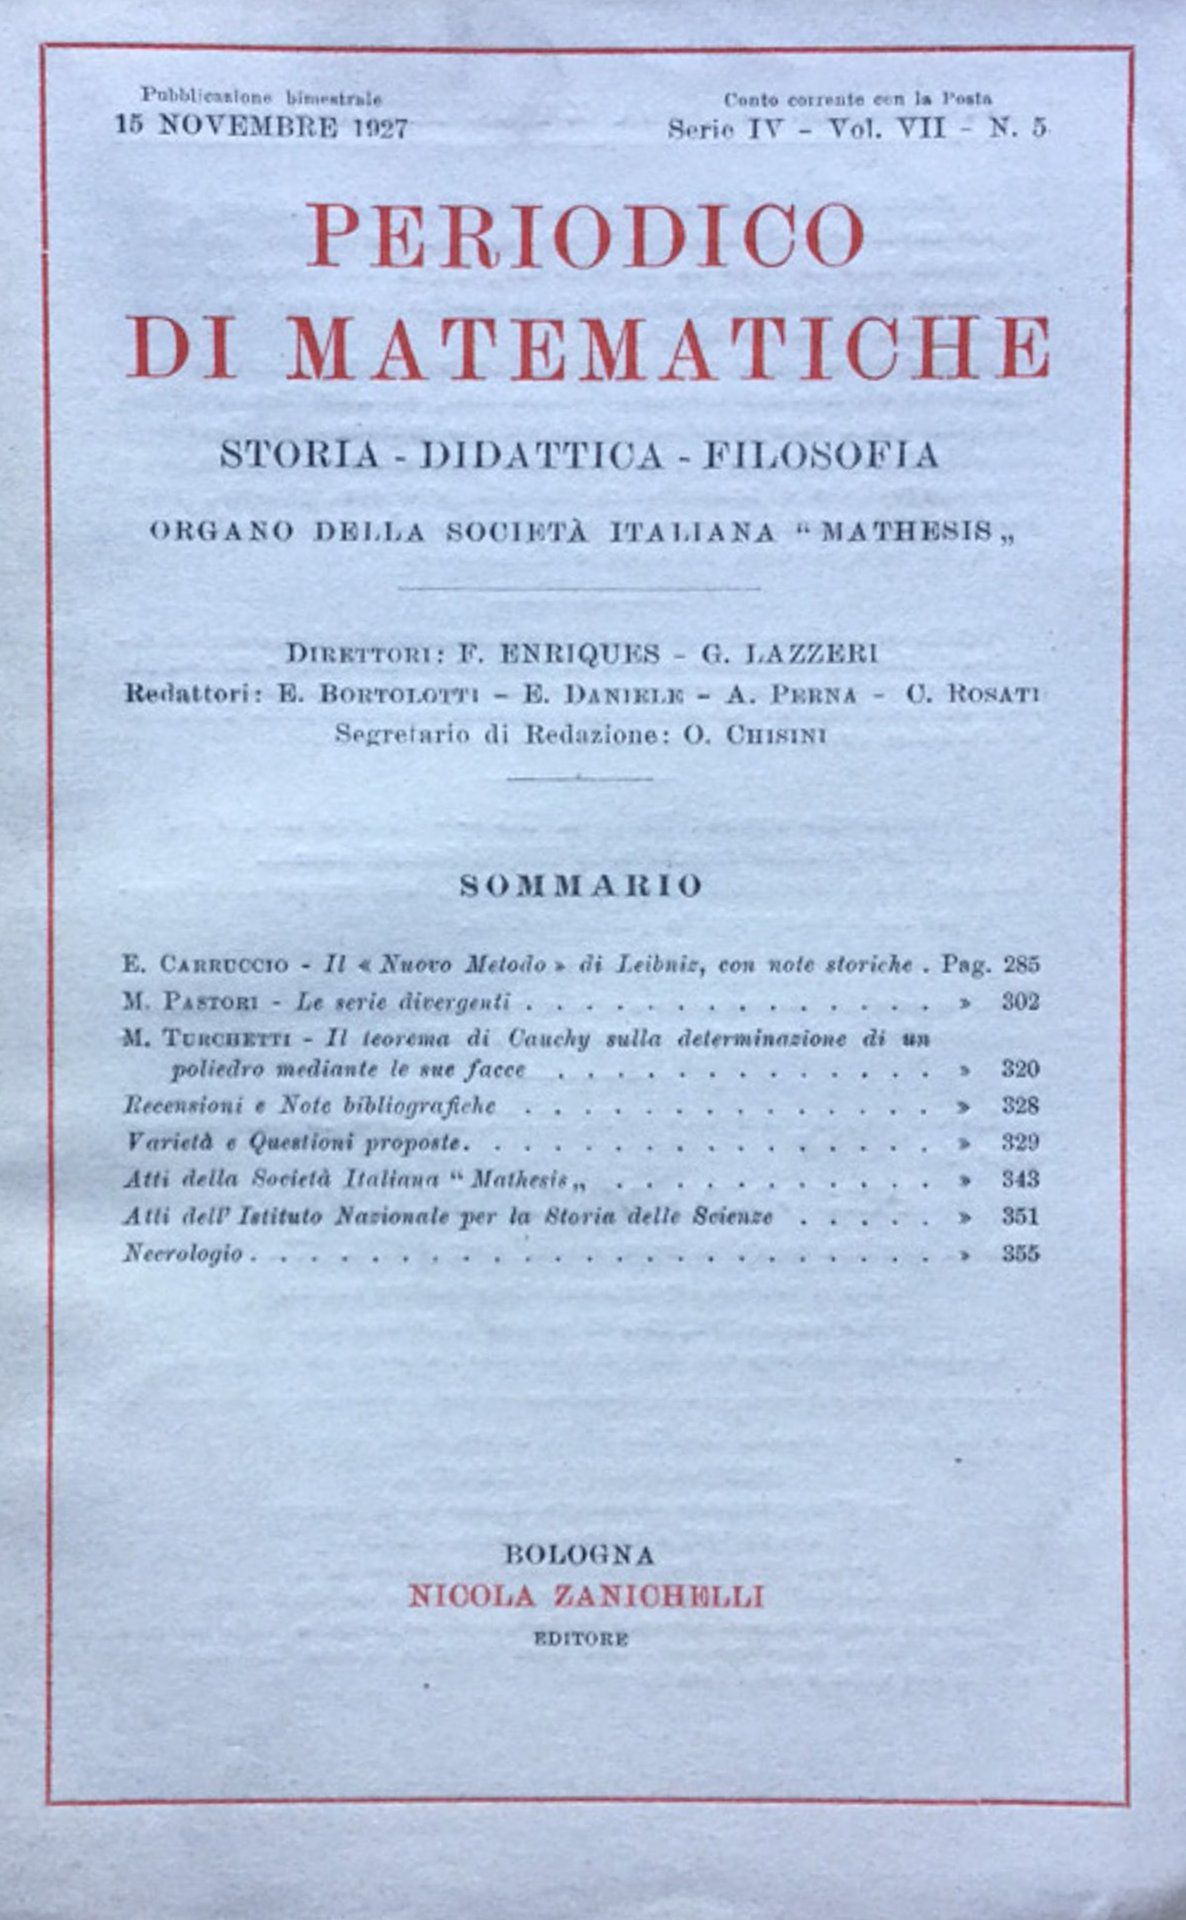 Pubblicazione bimestrale
15 NOVEMBRE 1927
Conto corrente con la Posta
Serie IV - Vol. VII - N. 5
PERIODICO
DI MATEMATICHE
STORIA - DIDATTICA - FILOSOFIA
ORGANO DELLA SOCIETÀ ITALIANA “ MATHESIS „
DIRETTORI: F. ENRIQUES - G. LAZZERI
Redattori: E. BORTOLOTTI - E. DANIELE - A. PERNA - C. ROSATI
Segretario di Redazione: O. CHISINI
SOMMARIO
E. CARRUCCIO - Il « Nuovo Metodo » di Leibniz, con note storiche . Pag. 285
M. PASTORI - Le serie divergenti . . . . . . . . . . . . . . » 302
M. TURCHETTI - Il teorema di Cauchy sulla determinazione di un
poliedro mediante le sue facce . . . . . . . . . . . . . » 320
Recensioni e Note bibliografiche . . . . . . . . . . . . . . » 328
Varietà e Questioni proposte. . . . . . . . . . . . . . . . » 329
Atti della Società Italiana “ Mathesis „ . . . . . . . . . . . » 343
Atti dell' Istituto Nazionale per la Storia delle Scienze . . . . . » 351
Necrologio . . . . . . . . . . . . . . . . . . . . . . . » 355
BOLOGNA
NICOLA ZANICHELLI
EDITORE